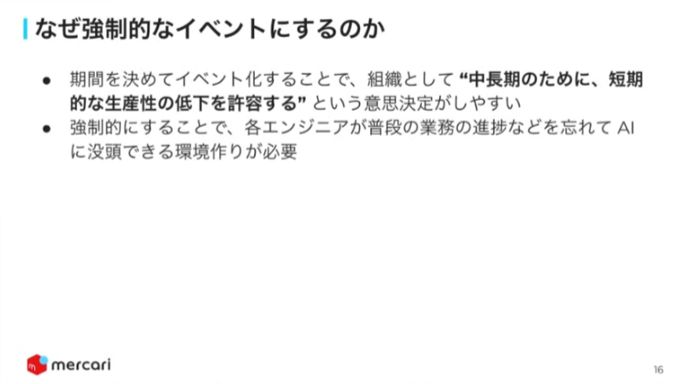 なぜ強制的なイベントにするのか
● 期間を決めてイベント化することで、組織として “中長期のために、短期
的な生産性の低下を許容する” という意思決定がしやすい
● 強制的にすることで、各エンジニアが普段の業務の進捗などを忘れて AI
に没頭できる環境作りが必要
mercari
16